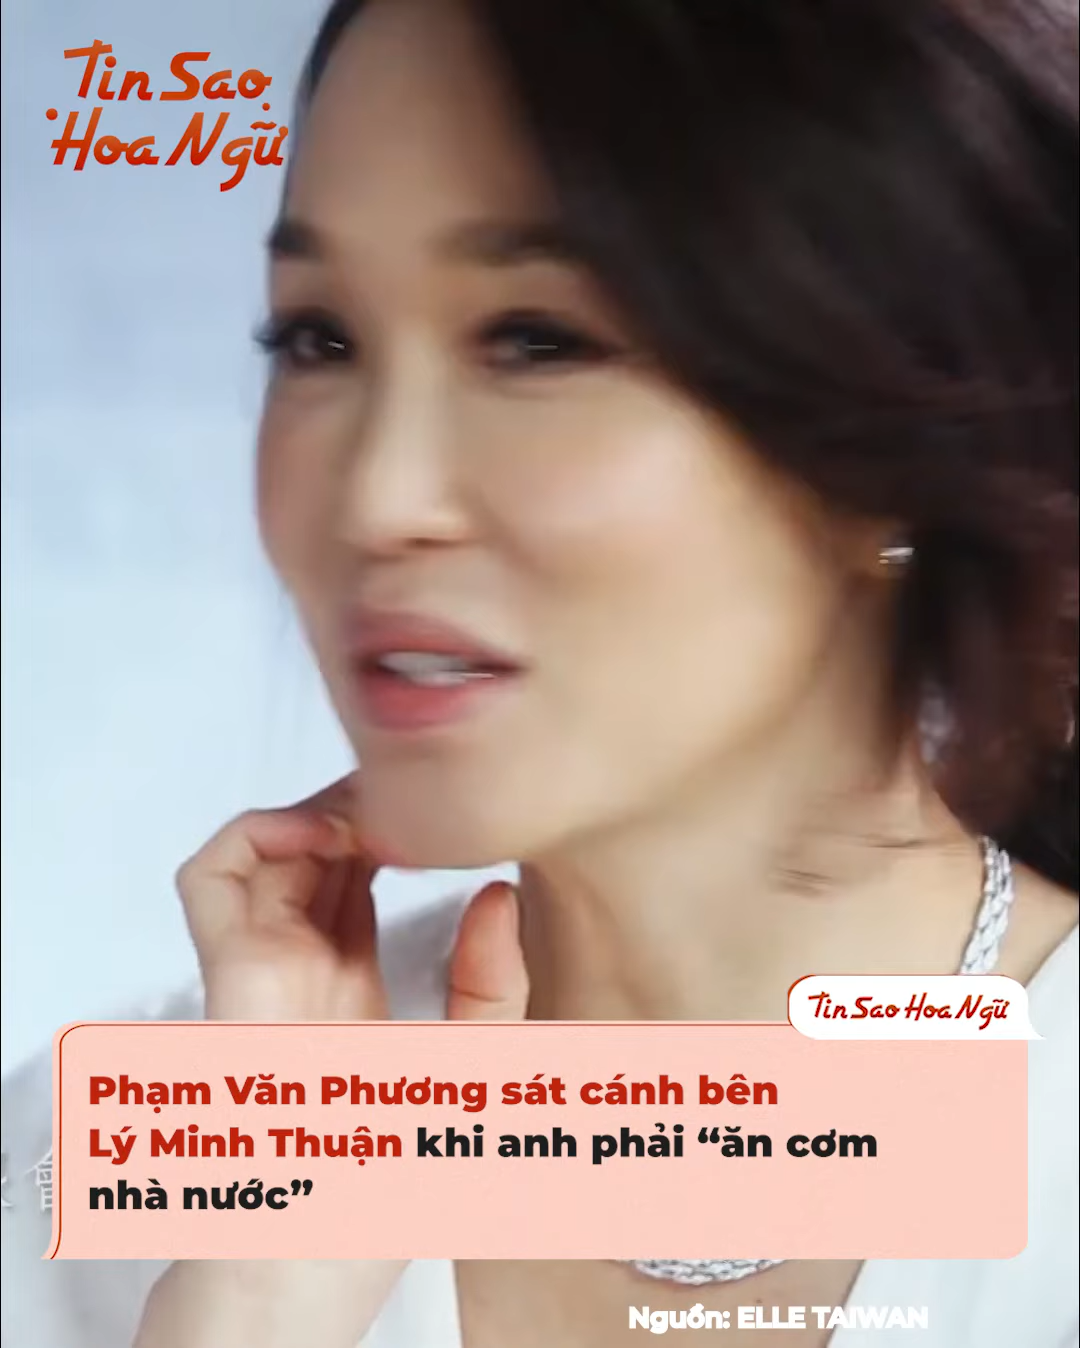 Tin Sao
Hoa Ngữ
Tin Sao Hoa Ngữ
Phạm Văn Phương sát cánh bên
Lý Minh Thuận khi anh phải “ăn cơm
nhà nước”
Nguồn: ELLE TAIWAN